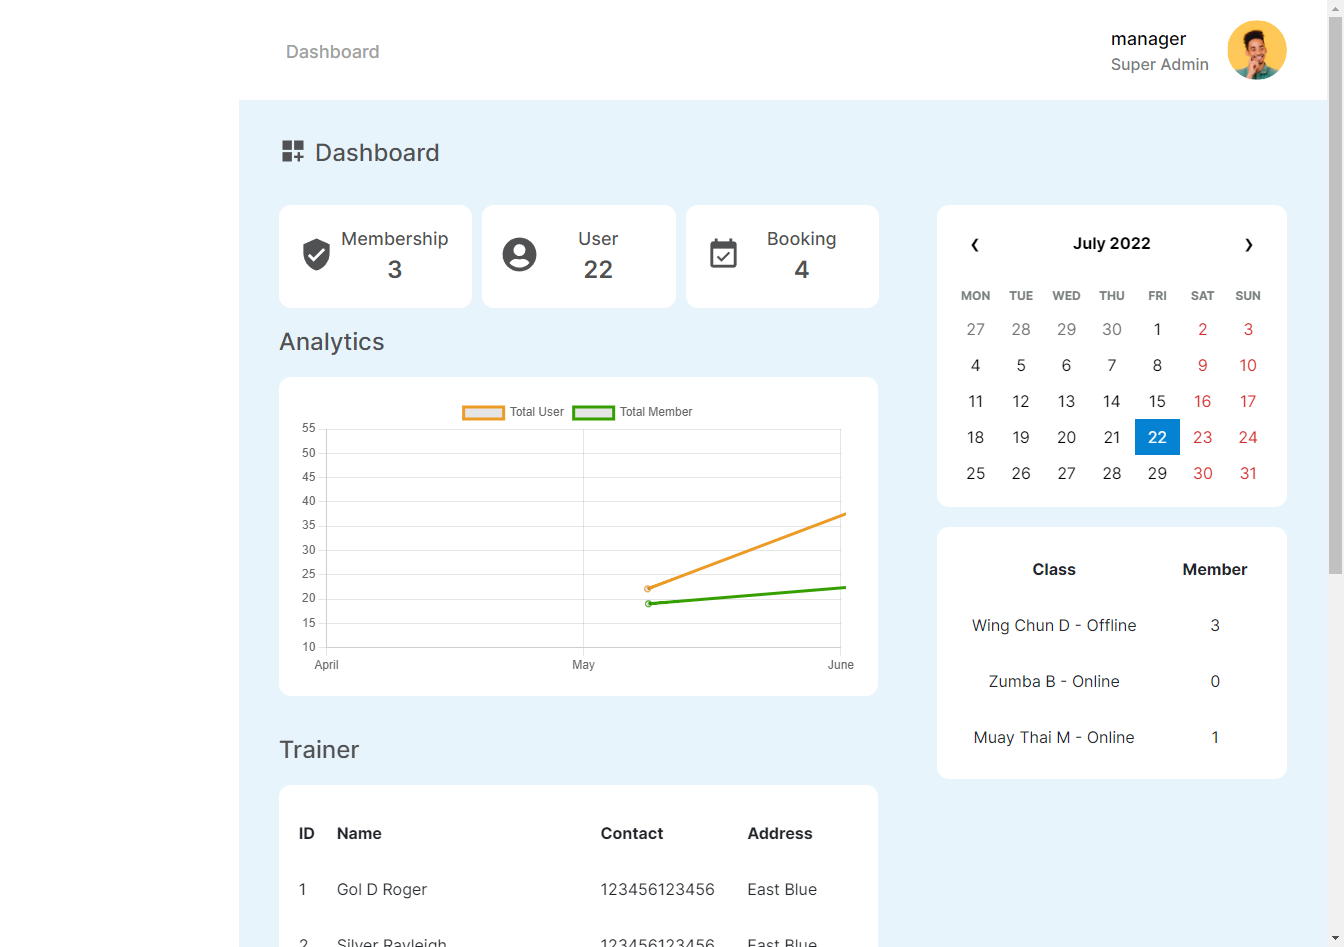 Dashboard
manager
Super Admin
Dashboard
Membership
3
User
22
Booking
4
Analytics
Total User Total Member
55
50
45
40
35
30
25
20
15
10
April May June
Trainer
ID Name Contact Address
1 Gol D Roger 123456123456 East Blue
2 Silver Rayleigh 123456123456 East Blue
❮ July 2022 ❯
MON TUE WED THU FRI SAT SUN
27 28 29 30 1 2 3
4 5 6 7 8 9 10
11 12 13 14 15 16 17
18 19 20 21 22 23 24
25 26 27 28 29 30 31
Class Member
Wing Chun D - Offline 3
Zumba B - Online 0
Muay Thai M - Online 1